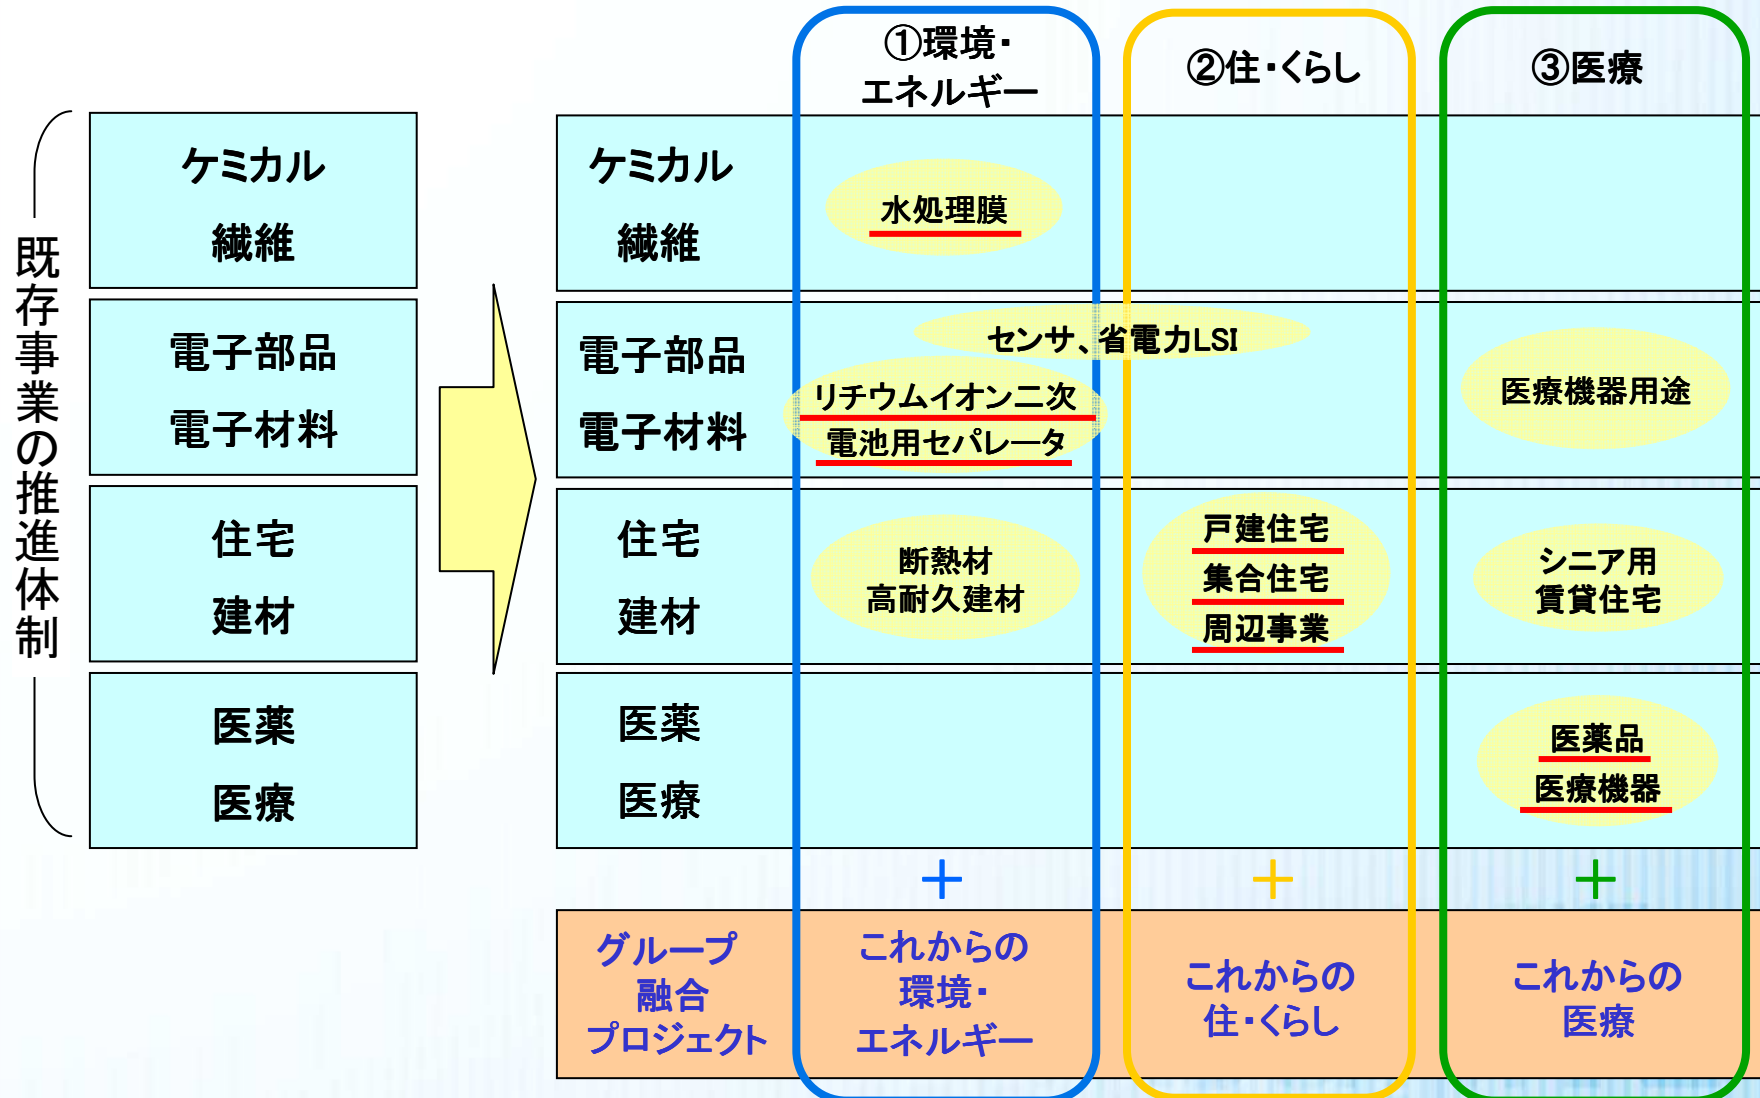 既存事業の推進体制
ケミカル
繊維
電子部品
電子材料
住宅
建材
医薬
医療
①環境・
エネルギー
②住・くらし
③医療
ケミカル
繊維
水処理膜
電子部品
電子材料
センサ、省電力LSI
リチウムイオン二次
電池用セパレータ
医療機器用途
住宅
建材
断熱材
高耐久建材
戸建住宅
集合住宅
周辺事業
シニア用
賃貸住宅
医薬
医療
医薬品
医療機器
＋
＋
＋
グループ
融合
プロジェクト
これからの
環境・
エネルギー
これからの
住・くらし
これからの
医療